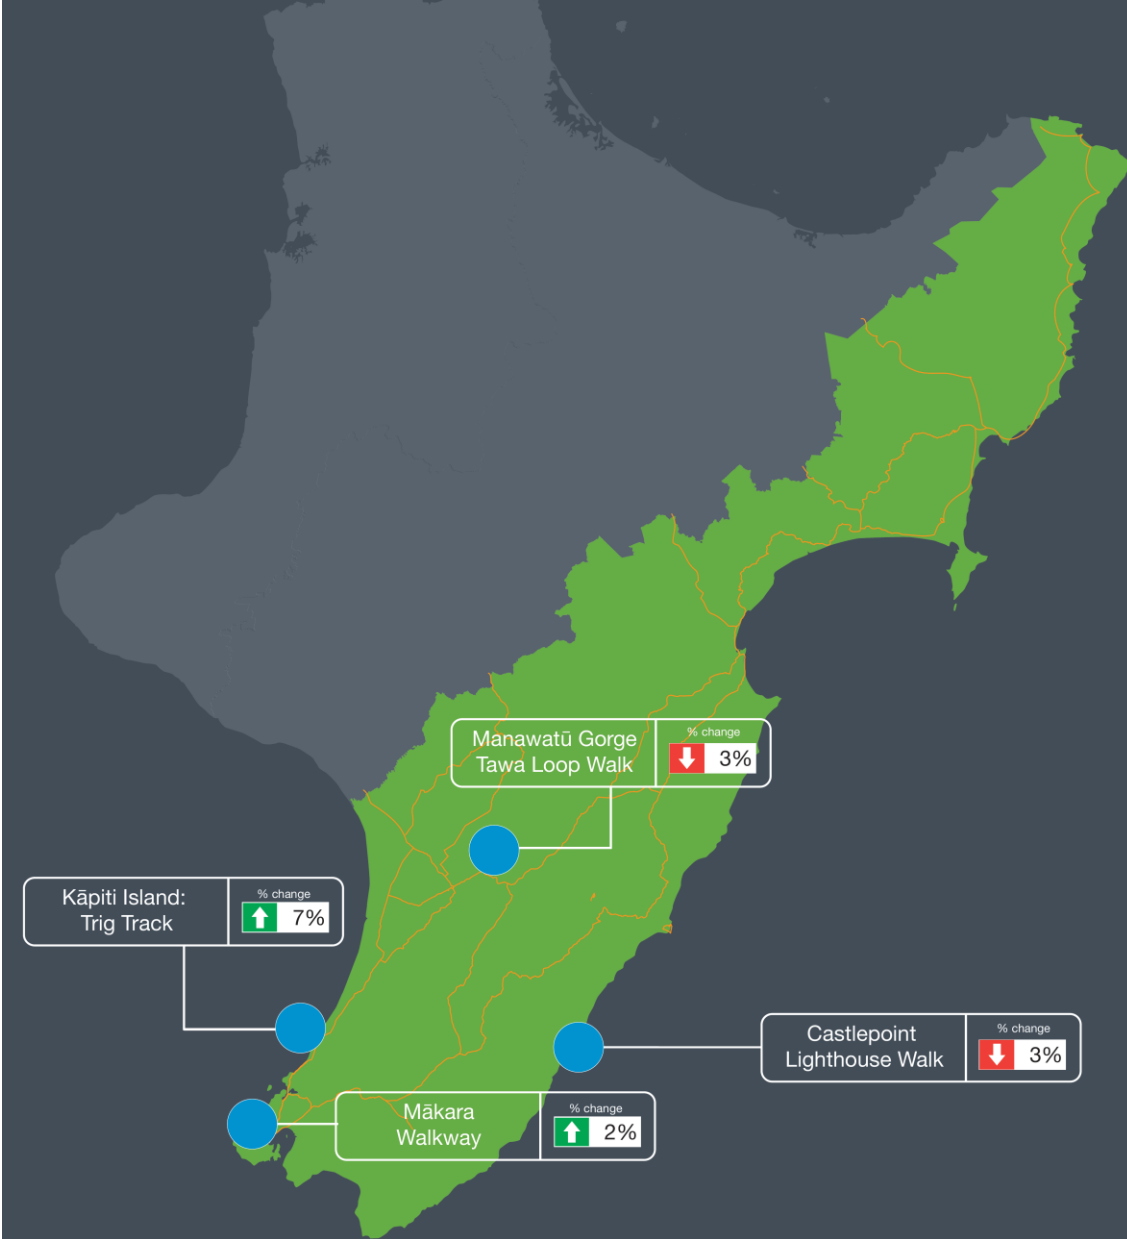 Manawatū Gorge
Tawa Loop Walk
% change
3%
Kāpiti Island:
Trig Track
% change
7%
Castlepoint
Lighthouse Walk
% change
3%
Mākara
Walkway
% change
2%